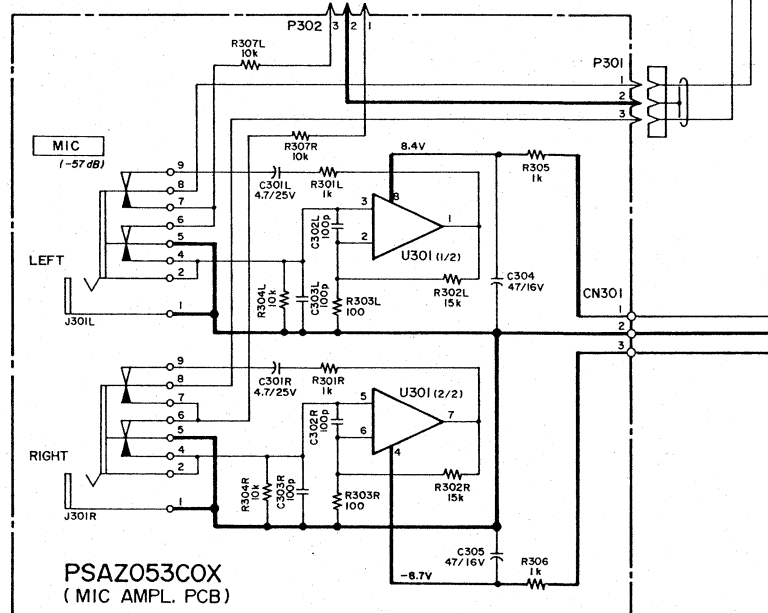 P302 3 2 1
R307L
10k
P301
1
2
3
MIC
(-57dB)
R307R
10k
8.4V
R305
1k
9
8
7
6
5
4
2
1
C301L
4.7/25V
R301L
1k
C302L
100p
3
2
8
1
U301 (1/2)
LEFT
J301L
R304L
10k
C303L
100p
R303L
100
R302L
15k
C304
47/16V
CN301
1
2
3
9
8
7
6
5
4
2
1
C301R
4.7/25V
R301R
1k
C302R
100p
5
6
4
7
U301 (2/2)
RIGHT
J301R
R304R
10k
C303R
100p
R303R
100
R302R
15k
C305
47/16V
R306
1k
-8.7V
PSAZ053COX
(MIC AMPL. PCB)